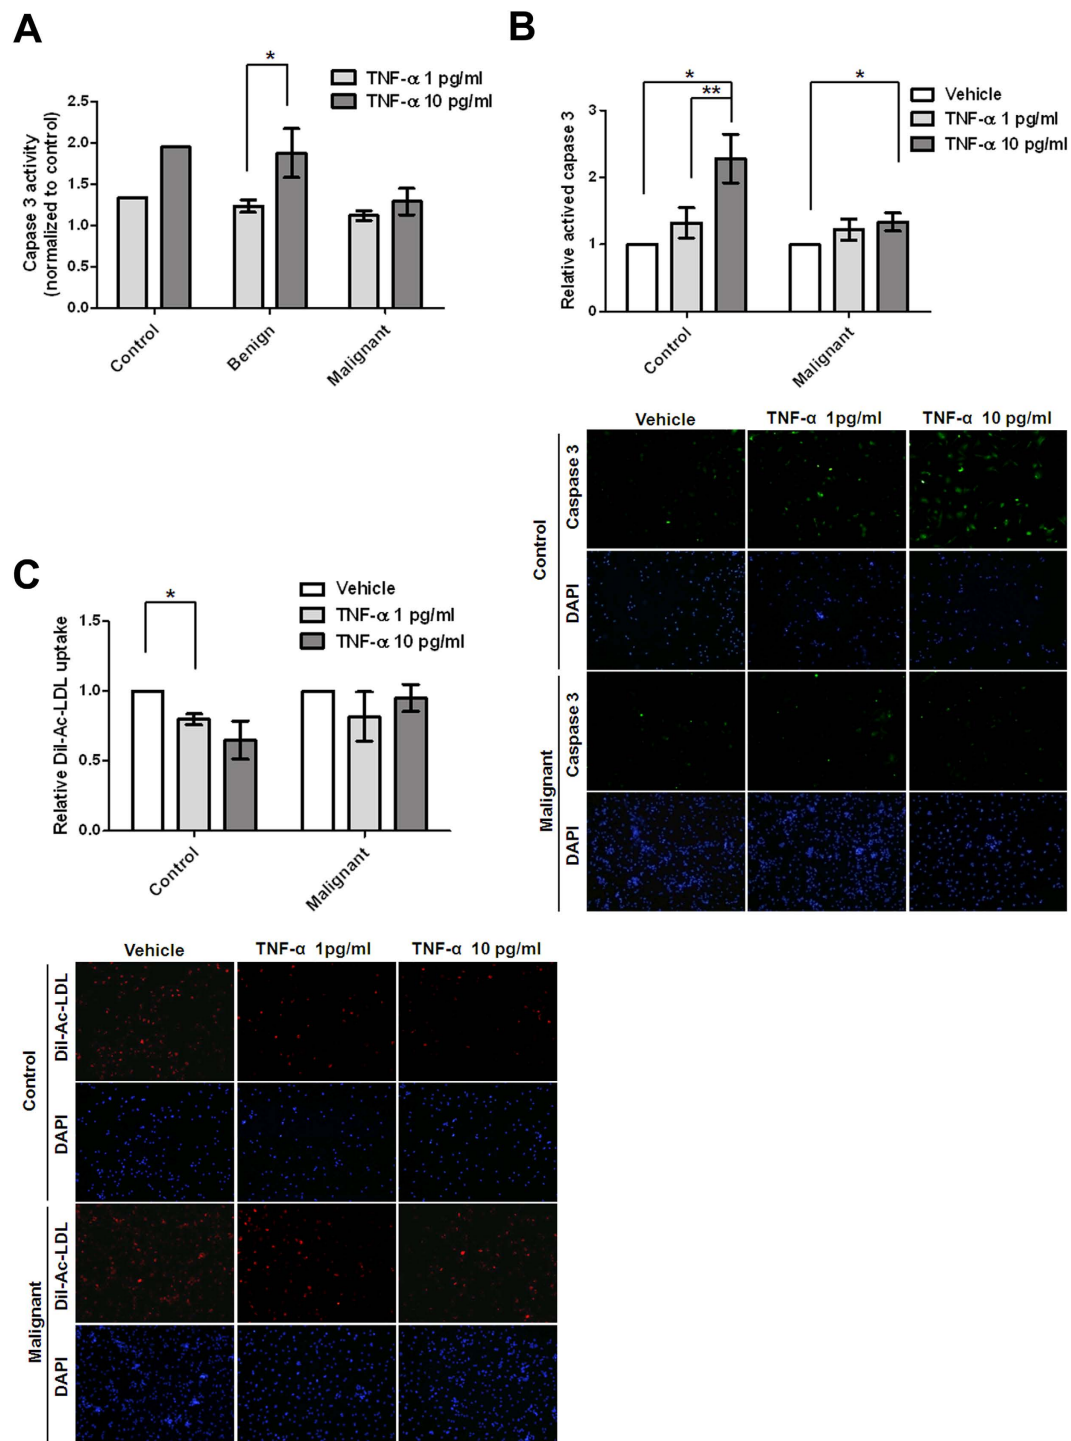 A
*
TNF-α 1 pg/ml
TNF-α 10 pg/ml
Capase 3 activity
(normalized to control)
2.5
2.0
1.5
1.0
0.5
0.0
Control
Benign
Malignant
B
*
**
*
Vehicle
TNF-α 1 pg/ml
TNF-α 10 pg/ml
Relative actived capase 3
3
2
1
0
Control
Malignant
Vehicle
TNF-α 1pg/ml
TNF-α 10 pg/ml
Control
Caspase 3
DAPI
Malignant
Caspase 3
DAPI
C
*
Vehicle
TNF-α 1 pg/ml
TNF-α 10 pg/ml
Relative Dil-Ac-LDL uptake
1.5
1.0
0.5
0.0
Control
Malignant
Vehicle
TNF-α 1pg/ml
TNF-α 10 pg/ml
Control
Dil-Ac-LDL
DAPI
Malignant
Dil-Ac-LDL
DAPI